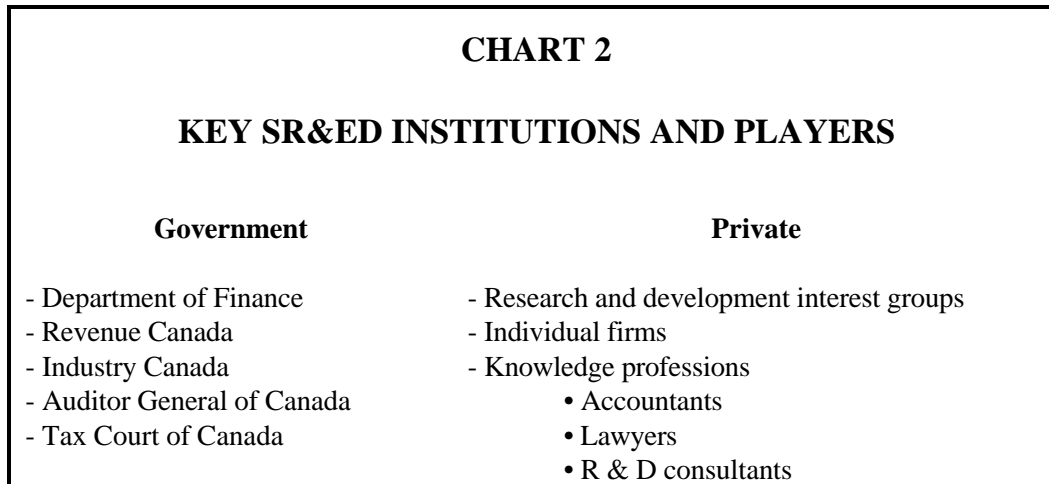 CHART 2
KEY SR&ED INSTITUTIONS AND PLAYERS
Government
- Department of Finance
- Revenue Canada
- Industry Canada
- Auditor General of Canada
- Tax Court of Canada
Private
- Research and development interest groups
- Individual firms
- Knowledge professions
• Accountants
• Lawyers
• R & D consultants